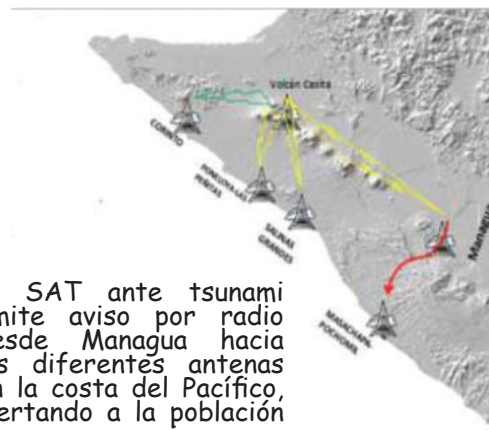 Volcán Casita
CORINTO
PONELOYA-LAS
PEÑITAS
SALINAS
GRANDES
Managua
MASACHAPA-
POCHOMIL
SAT ante tsunami
mite aviso por radio
esde Managua hacia
s diferentes antenas
n la costa del Pacífico,
ertando a la población